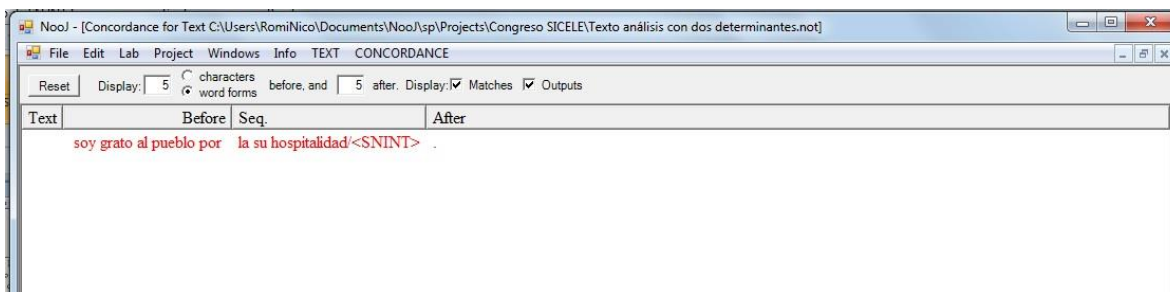 NooJ - [Concordance for Text C:\Users\RomiNico\Documents\NooJ\sp\Projects\Congreso SICELE\Texto análisis con dos determinantes.not]
File Edit Lab Project Windows Info TEXT CONCORDANCE
Reset Display: 5 characters word forms before, and 5 after. Display: Matches Outputs
Text Before Seq. After
soy grato al pueblo por la su hospitalidad/<SNINT> .